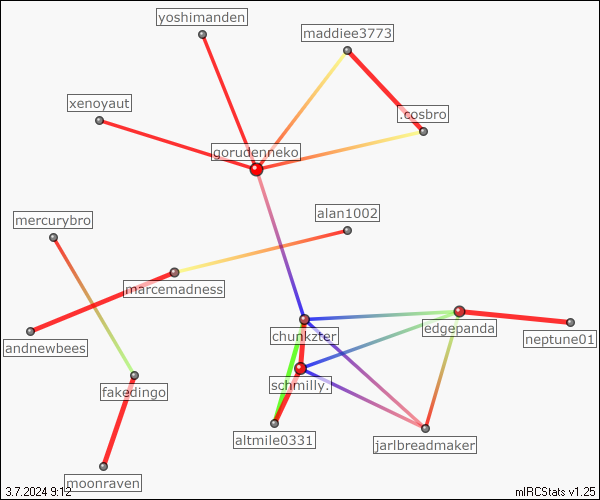 yoshimanden
maddiee3773
xenoyaut
.cosbro
gorudenneko
alan1002
mercurybro
marcemadness
edgepanda
chunkzter
neptune01
andnewbees
schmilly.
fakedingo
altmile0331
jarlbreadmaker
moonraven
3.7.2024 9:12
mIRCStats v1.25